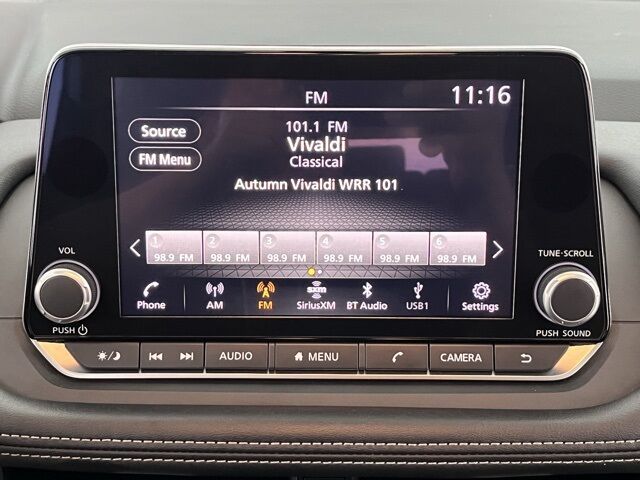 FM 11:16
Source
101.1 FM
Vivaldi
FM Menu
Classical
Autumn Vivaldi WRR 101
1 2 3 4 5 6
98.9 FM 98.9 FM 98.9 FM 98.9 FM 98.9 FM 98.9 FM
VOL
TUNE·SCROLL
sxm
Phone AM FM SiriusXM BT Audio USB1 Settings
PUSH
PUSH SOUND
AUDIO MENU CAMERA